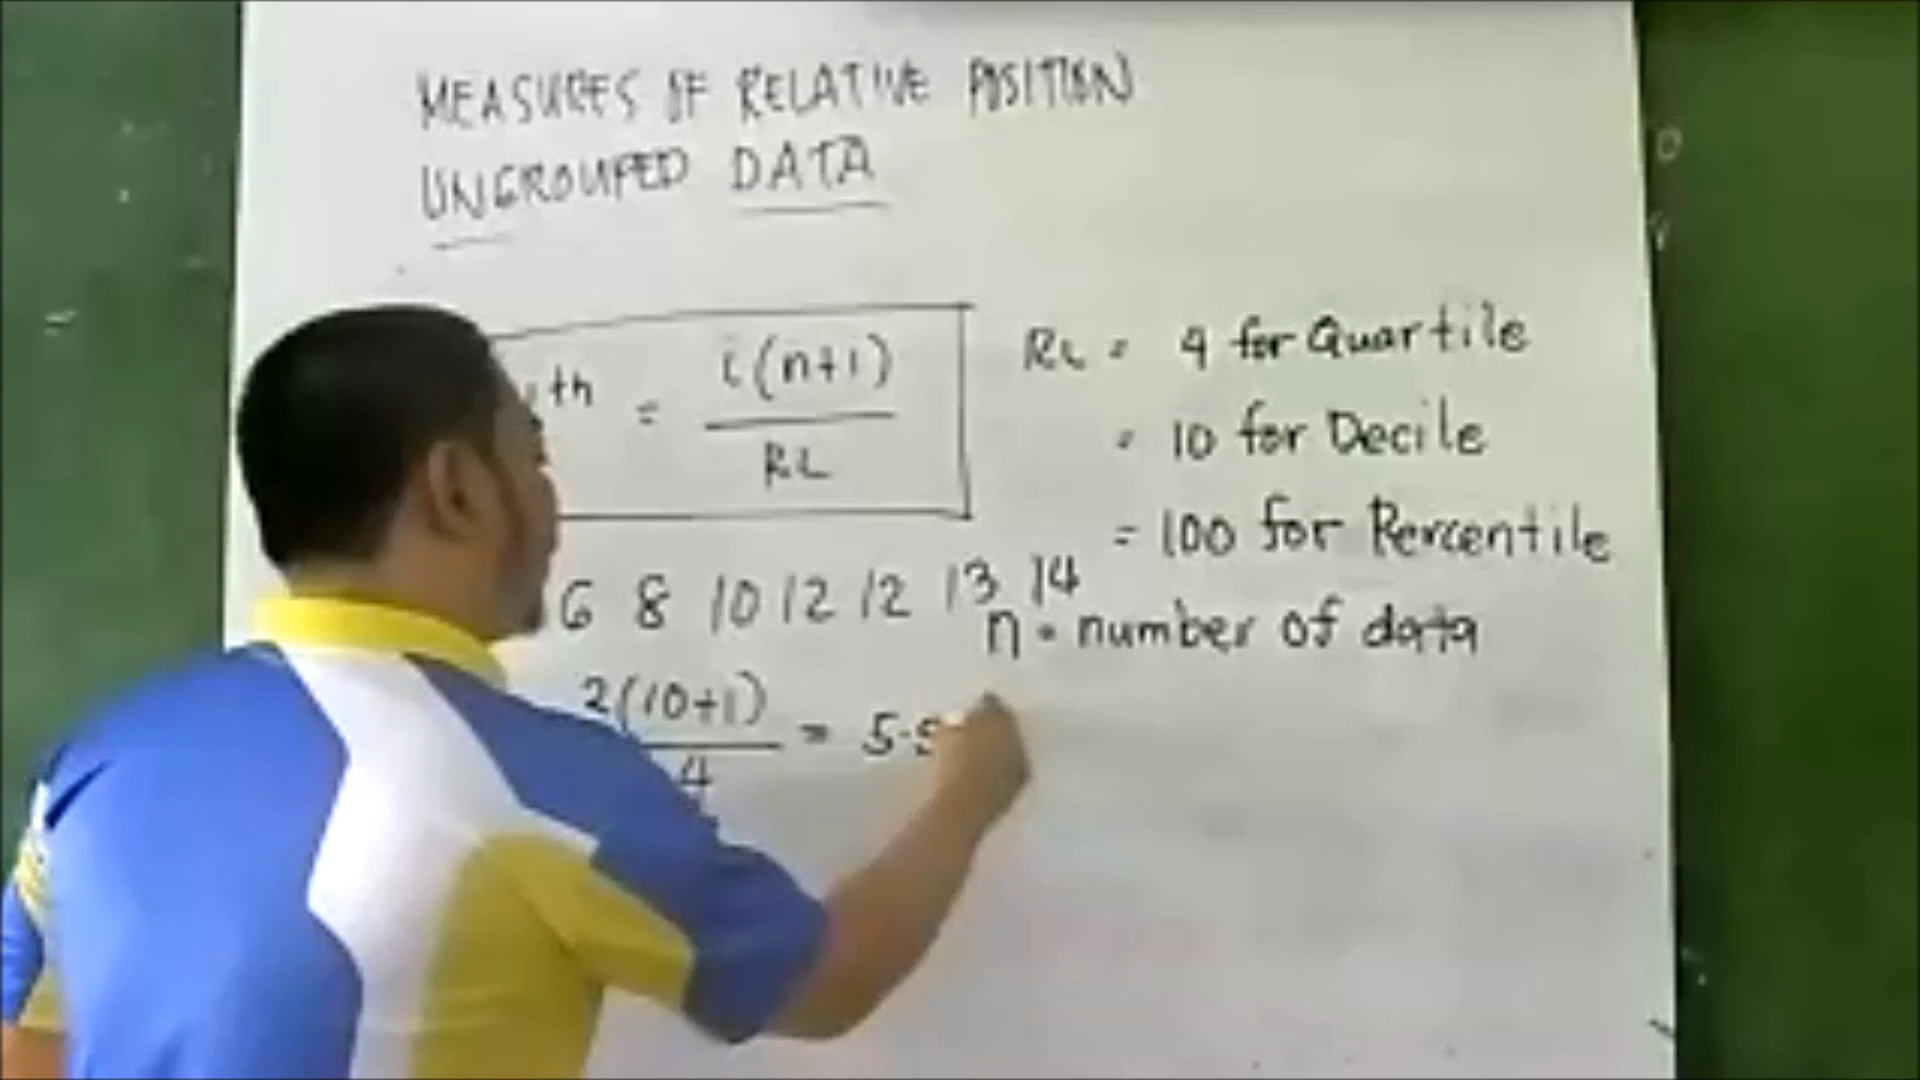 MEASURES OF RELATIVE POSITION
UNGROUPED DATA
th = i(n+1)
RL
RL = 4 for Quartile
= 10 for Decile
= 100 for Percentile
6 8 10 12 12 13 14
n = number of data
2(10+1) = 5.5
4